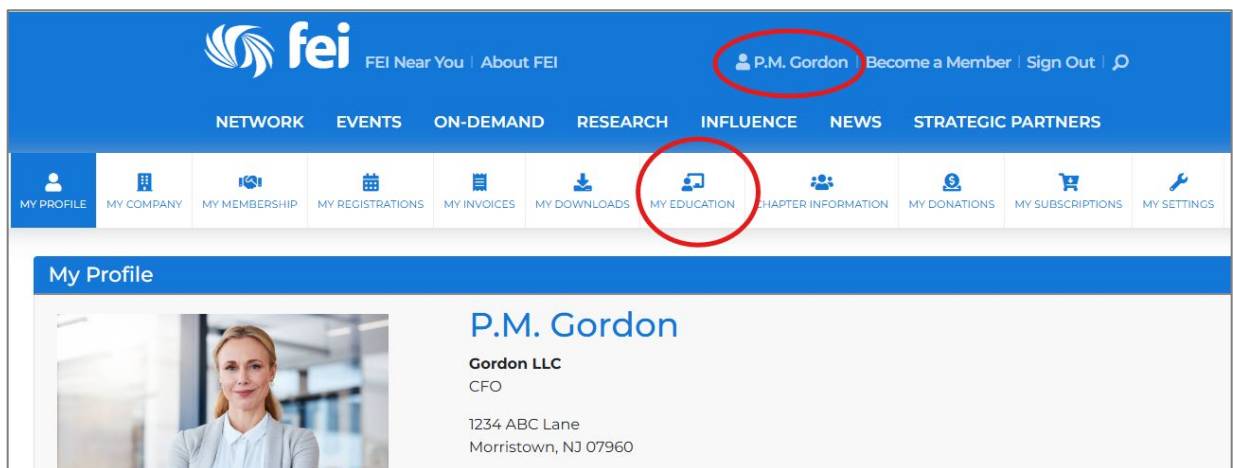 fei FEI Near You | About FEI P.M. Gordon | Become a Member | Sign Out |
NETWORK EVENTS ON-DEMAND RESEARCH INFLUENCE NEWS STRATEGIC PARTNERS
MY PROFILE MY COMPANY MY MEMBERSHIP MY REGISTRATIONS MY INVOICES MY DOWNLOADS MY EDUCATION CHAPTER INFORMATION MY DONATIONS MY SUBSCRIPTIONS MY SETTINGS
My Profile
P.M. Gordon
Gordon LLC
CFO
1234 ABC Lane
Morristown, NJ 07960